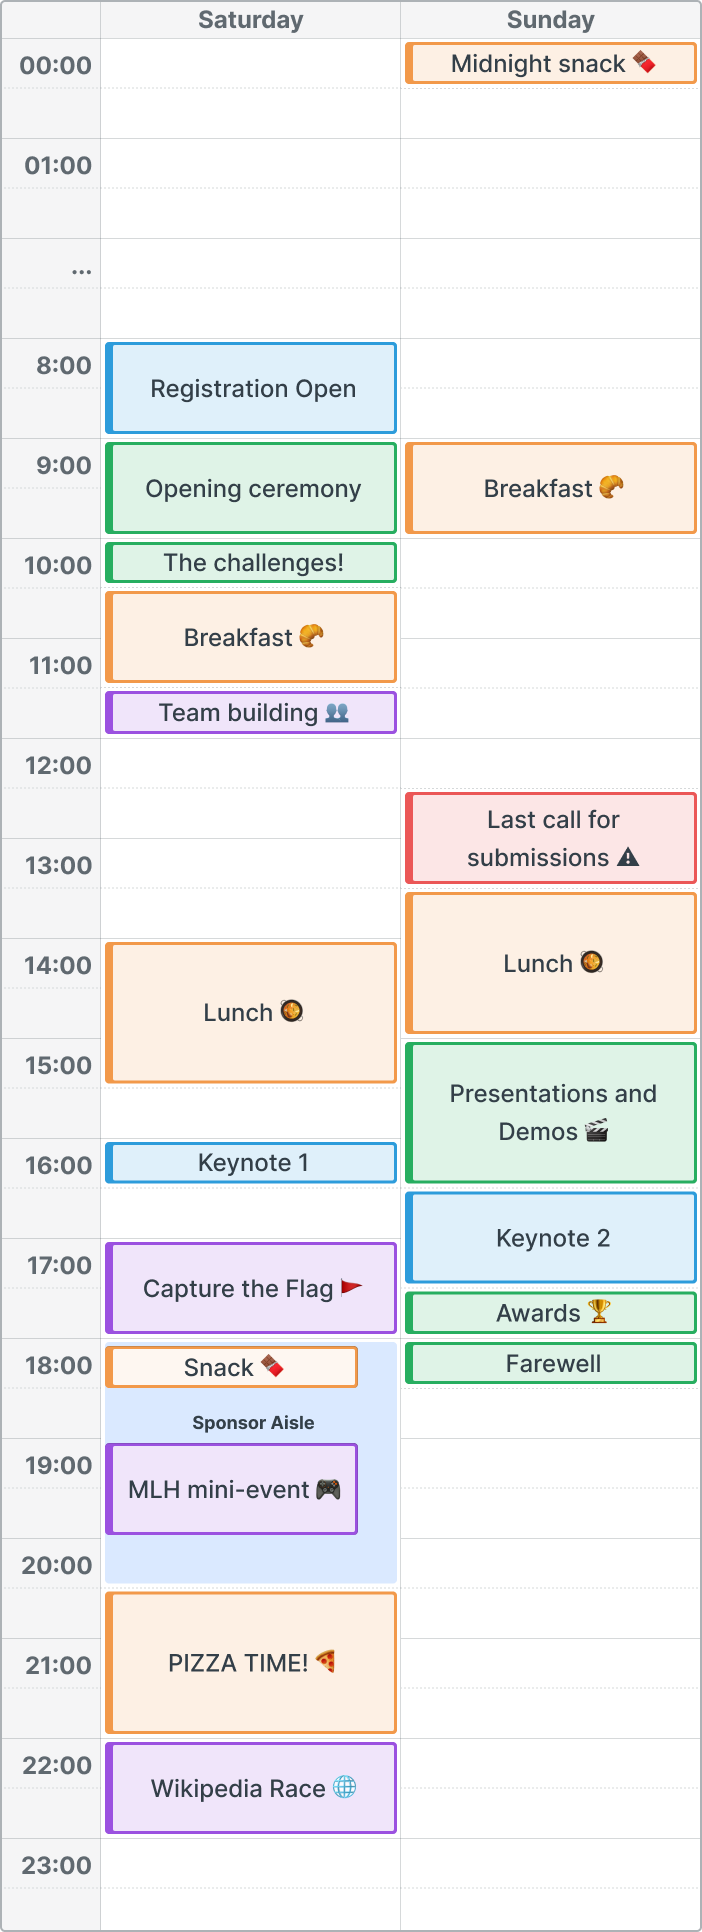 Saturday
Sunday
00:00
Midnight snack 🍫
01:00
...
8:00
Registration Open
9:00
Opening ceremony
Breakfast 🥐
10:00
The challenges!
Breakfast 🥐
11:00
Team building 👥
12:00
Last call for
submissions ⚠
13:00
Lunch 🥘
14:00
Lunch 🥘
15:00
Presentations and
Demos 🎬
16:00
Keynote 1
Keynote 2
17:00
Capture the Flag 🚩
Awards 🏆
18:00
Snack 🍫
Farewell
Sponsor Aisle
19:00
MLH mini-event 🎮
20:00
PIZZA TIME! 🍕
21:00
22:00
Wikipedia Race 🌐
23:00